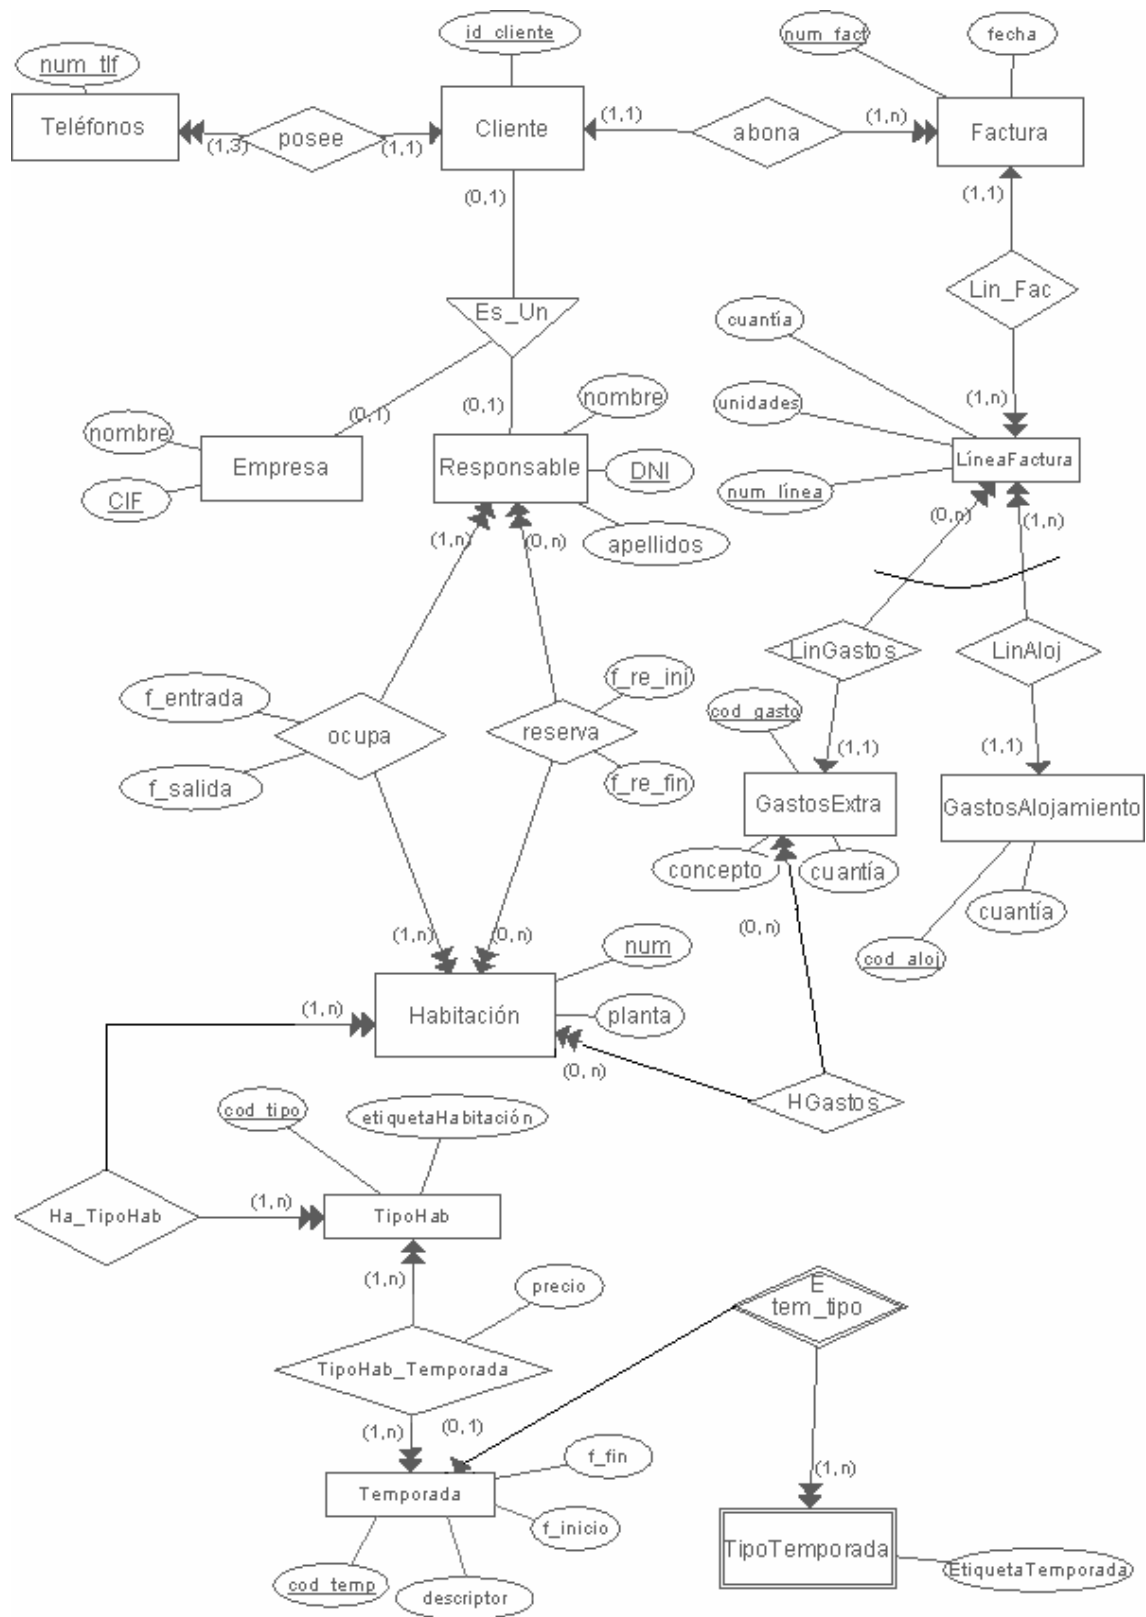 id_cliente
num_fact
fecha
num_tlf
Teléfonos
(1,3)
posee
(1,1)
Cliente
(1,1)
abona
(1,n)
Factura
(0,1)
(1,1)
Es_Un
Lin_Fac
cuantía
(0,1)
(0,1)
nombre
unidades
(1,n)
nombre
Empresa
Responsable
DNI
LíneaFactura
CIF
num_línea
(1,n)
(0,n)
apellidos
(0,n)
(1,n)
LinGastos
LinAloj
f_entrada
f_re_ini
ocupa
reserva
cod_gasto
f_salida
f_re_fin
(1,1)
(1,1)
GastosExtra
GastosAlojamiento
concepto
cuantía
cuantía
(1,n)
(0,n)
(0,n)
num
cod_aloj
(1,n)
Habitación
planta
(0,n)
HGastos
cod_tipo
etiquetaHabitación
Ha_TipoHab
(1,n)
TipoHab
(1,n)
precio
E
tem_tipo
TipoHab_Temporada
(1,n)
(0,1)
f_fin
(1,n)
Temporada
f_inicio
TipoTemporada
EtiquetaTemporada
cod_temp
descriptor